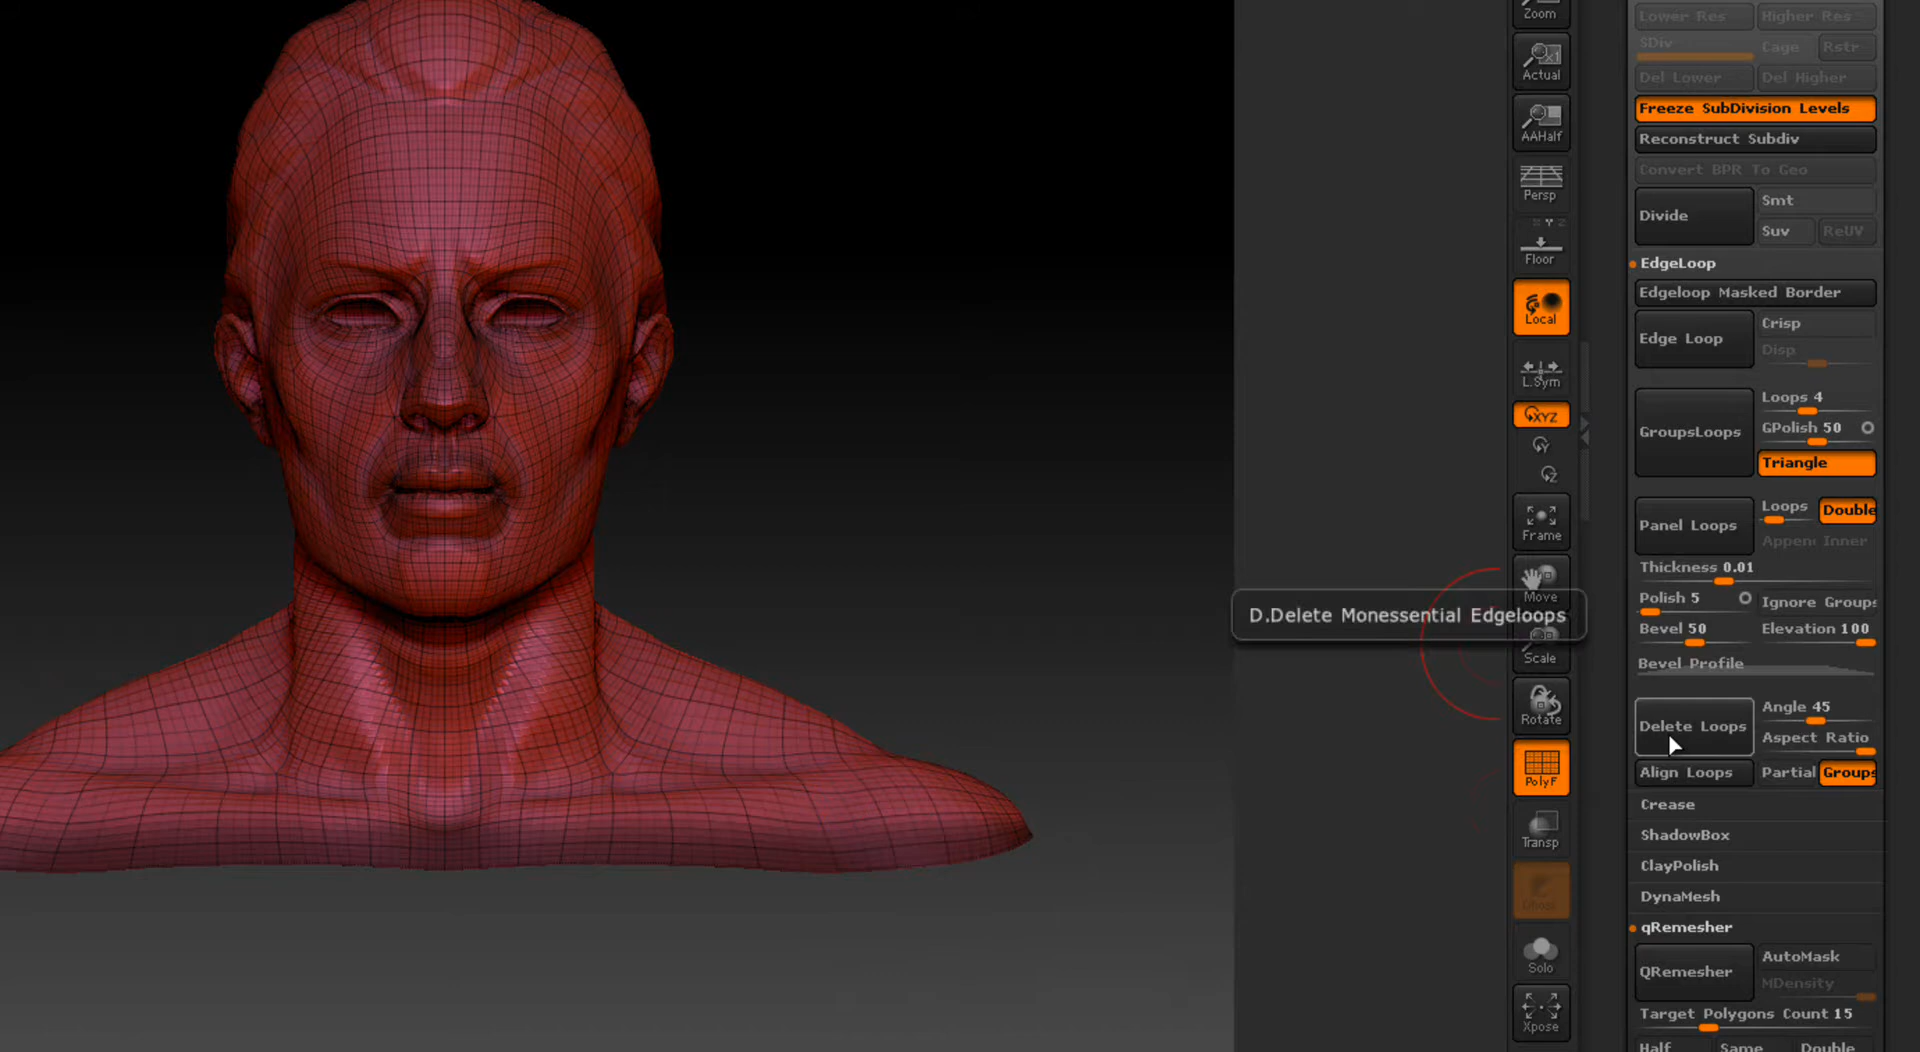 Zoom
Actual
AAHalf
Persp
Floor
Local
L.Sym
XYZ
Frame
Move
Scale
Rotate
PolyF
Transp
Solo
Xpose
D.Delete Monessential Edgeloops
Lower Res Higher Res
SDiv Cage Rstr
Del Lower Del Higher
Freeze SubDivision Levels
Reconstruct Subdiv
Convert BPR To Geo
Divide Smt
Suv ReUV
EdgeLoop
Edgeloop Masked Border
Edge Loop Crisp
Disp
GroupsLoops Loops 4
GPolish 50
Triangle
Panel Loops Loops Double
Appen Inner
Thickness 0.01
Polish 5 Ignore Groups
Bevel 50 Elevation 100
Bevel Profile
Delete Loops Angle 45
Aspect Ratio
Align Loops Partial Groups
Crease
ShadowBox
ClayPolish
DynaMesh
qRemesher
QRemesher AutoMask
MDensity
Target Polygons Count 15
Half Same Double